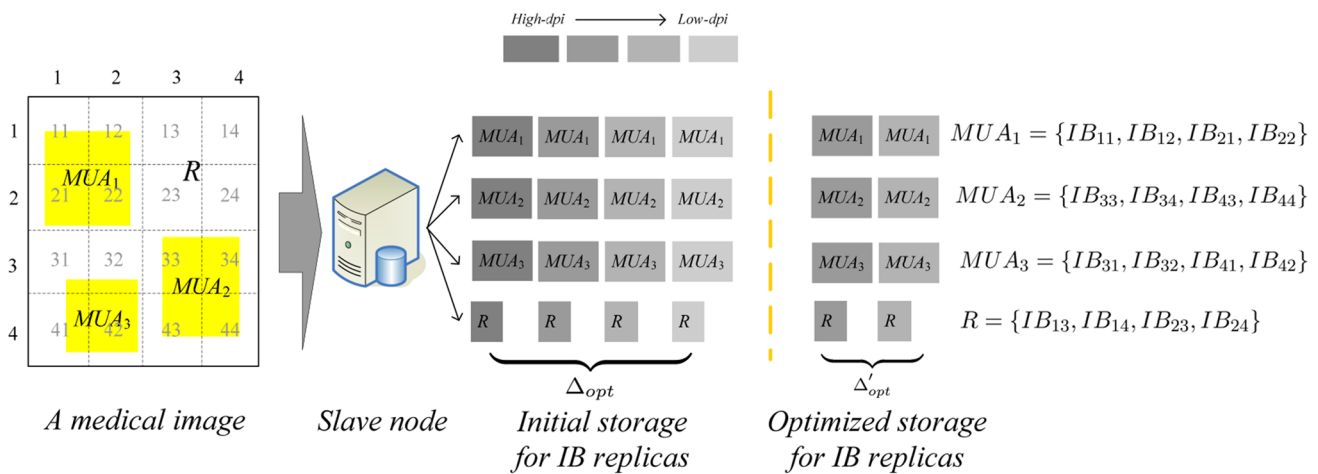 High-dpi Low-dpi
1 2 3 4
1 11 12 13 14
MUA₁ R
2 21 22 23 24
3 31 32 33 34
MUA₂
MUA₃
4 41 42 43 44
MUA₁ MUA₁ MUA₁ MUA₁
MUA₂ MUA₂ MUA₂ MUA₂
MUA₃ MUA₃ MUA₃ MUA₃
R R R R
Δopt
MUA₁ MUA₁ MUA₁ = {IB₁₁, IB₁₂, IB₂₁, IB₂₂}
MUA₂ MUA₂ MUA₂ = {IB₃₃, IB₃₄, IB₄₃, IB₄₄}
MUA₃ MUA₃ MUA₃ = {IB₃₁, IB₃₂, IB₄₁, IB₄₂}
R R R = {IB₁₃, IB₁₄, IB₂₃, IB₂₄}
Δ′opt
A medical image
Slave node
Initial storage
for IB replicas
Optimized storage
for IB replicas